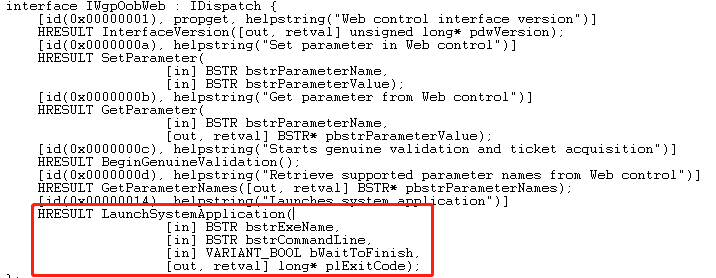 interface IWgpOobWeb : IDispatch {
[id(0x00000001), propget, helpstring("Web control interface version")]
HRESULT InterfaceVersion([out, retval] unsigned long* pdwVersion);
[id(0x0000000a), helpstring("Set parameter in Web control")]
HRESULT SetParameter(
[in] BSTR bstrParameterName,
[in] BSTR bstrParameterValue);
[id(0x0000000b), helpstring("Get parameter from Web control")]
HRESULT GetParameter(
[in] BSTR bstrParameterName,
[out, retval] BSTR* pbstrParameterValue);
[id(0x0000000c), helpstring("Starts genuine validation and ticket acquisition")]
HRESULT BeginGenuineValidation();
[id(0x0000000d), helpstring("Retrieve supported parameter names from Web control")]
HRESULT GetParameterNames([out, retval] BSTR* pbstrParameterNames);
[id(0x00000014), helpstring("Launches system application")]
HRESULT LaunchSystemApplication(
[in] BSTR bstrExeName,
[in] BSTR bstrCommandLine,
[in] VARIANT_BOOL bWaitToFinish,
[out, retval] long* plExitCode);